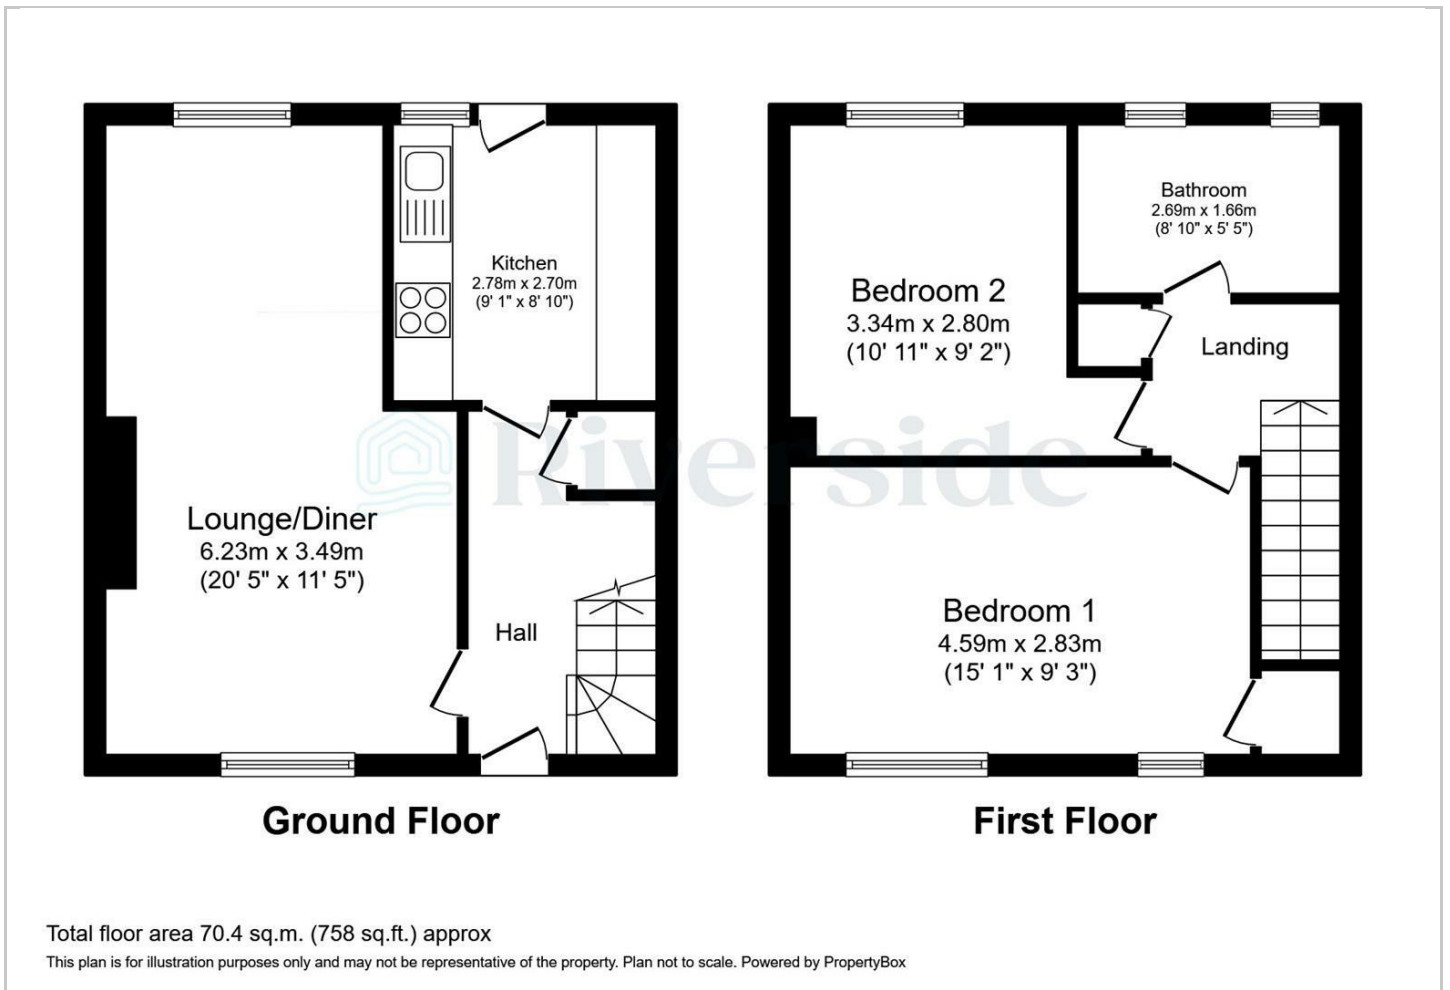 Kitchen
2.78m x 2.70m
(9' 1" x 8' 10")
Lounge/Diner
6.23m x 3.49m
(20' 5" x 11' 5")
Hall
Ground Floor
Bathroom
2.69m x 1.66m
(8' 10" x 5' 5")
Bedroom 2
3.34m x 2.80m
(10' 11" x 9' 2")
Landing
Bedroom 1
4.59m x 2.83m
(15' 1" x 9' 3")
First Floor
Riverside
Total floor area 70.4 sq.m. (758 sq.ft.) approx
This plan is for illustration purposes only and may not be representative of the property. Plan not to scale. Powered by PropertyBox